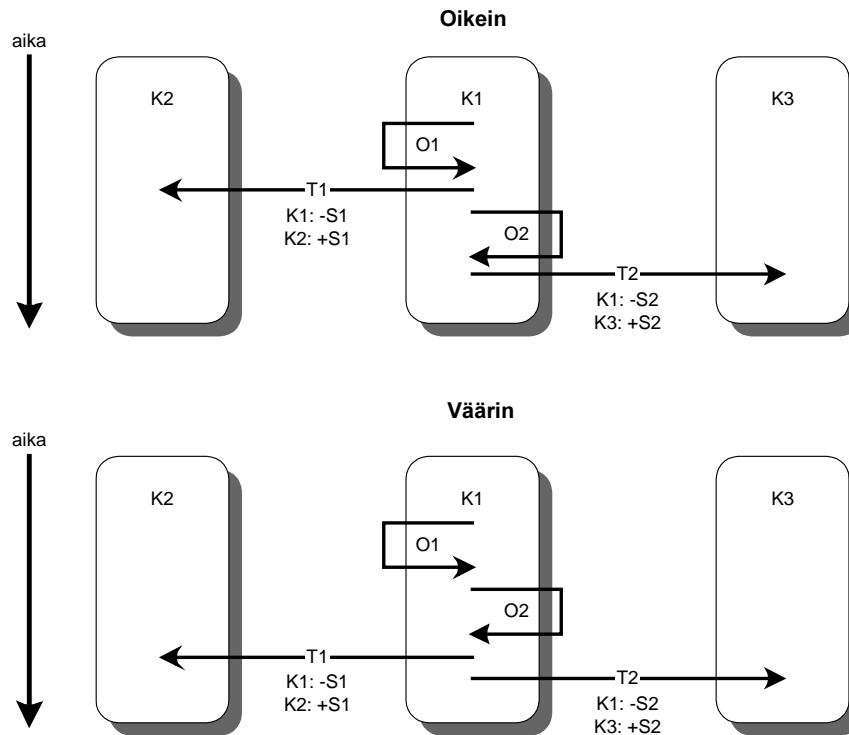 Oikein
aika
K2
K1
K3
O1
T1
K1: -S1
K2: +S1
O2
T2
K1: -S2
K3: +S2
Väärin
aika
K2
K1
K3
O1
O2
T1
K1: -S1
K2: +S1
T2
K1: -S2
K3: +S2